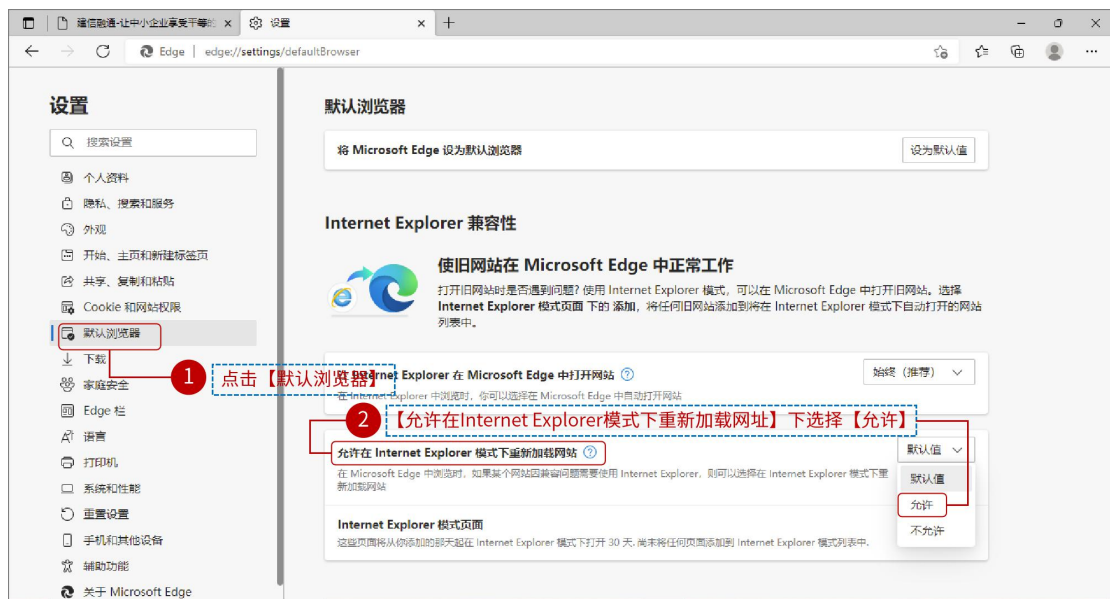 建信融通-让中小企业享受平等的
设置
Edge | edge://settings/defaultBrowser
设置
搜索设置
个人资料
隐私、搜索和服务
外观
开始、主页和新建标签页
共享、复制和粘贴
Cookie 和网站权限
默认浏览器
下载
家庭安全
Edge 栏
语言
打印机
系统和性能
重置设置
手机和其他设备
辅助功能
关于 Microsoft Edge
1 点击【默认浏览器】
默认浏览器
将 Microsoft Edge 设为默认浏览器
设为默认值
Internet Explorer 兼容性
使旧网站在 Microsoft Edge 中正常工作
打开旧网站时是否遇到问题? 使用 Internet Explorer 模式，可以在 Microsoft Edge 中打开旧网站。选择
Internet Explorer 模式页面 下的 添加，将任何旧网站添加到将在 Internet Explorer 模式下自动打开的网站
列表中。
Internet Explorer 在 Microsoft Edge 中打开网站
始终（推荐）
在 Internet Explorer 中浏览时，你可以选择在 Microsoft Edge 中自动打开网站
2 【允许在Internet Explorer模式下重新加载网址】下选择【允许】
允许在 Internet Explorer 模式下重新加载网站
默认值
在 Microsoft Edge 中浏览时，如果某个网站因兼容问题需要使用 Internet Explorer，则可以选择在 Internet Explorer 模式下重
新加载网站
默认值
允许
不允许
Internet Explorer 模式页面
这些页面将从你添加的那天起在 Internet Explorer 模式下打开 30 天。尚未将任何页面添加到 Internet Explorer 模式列表中。